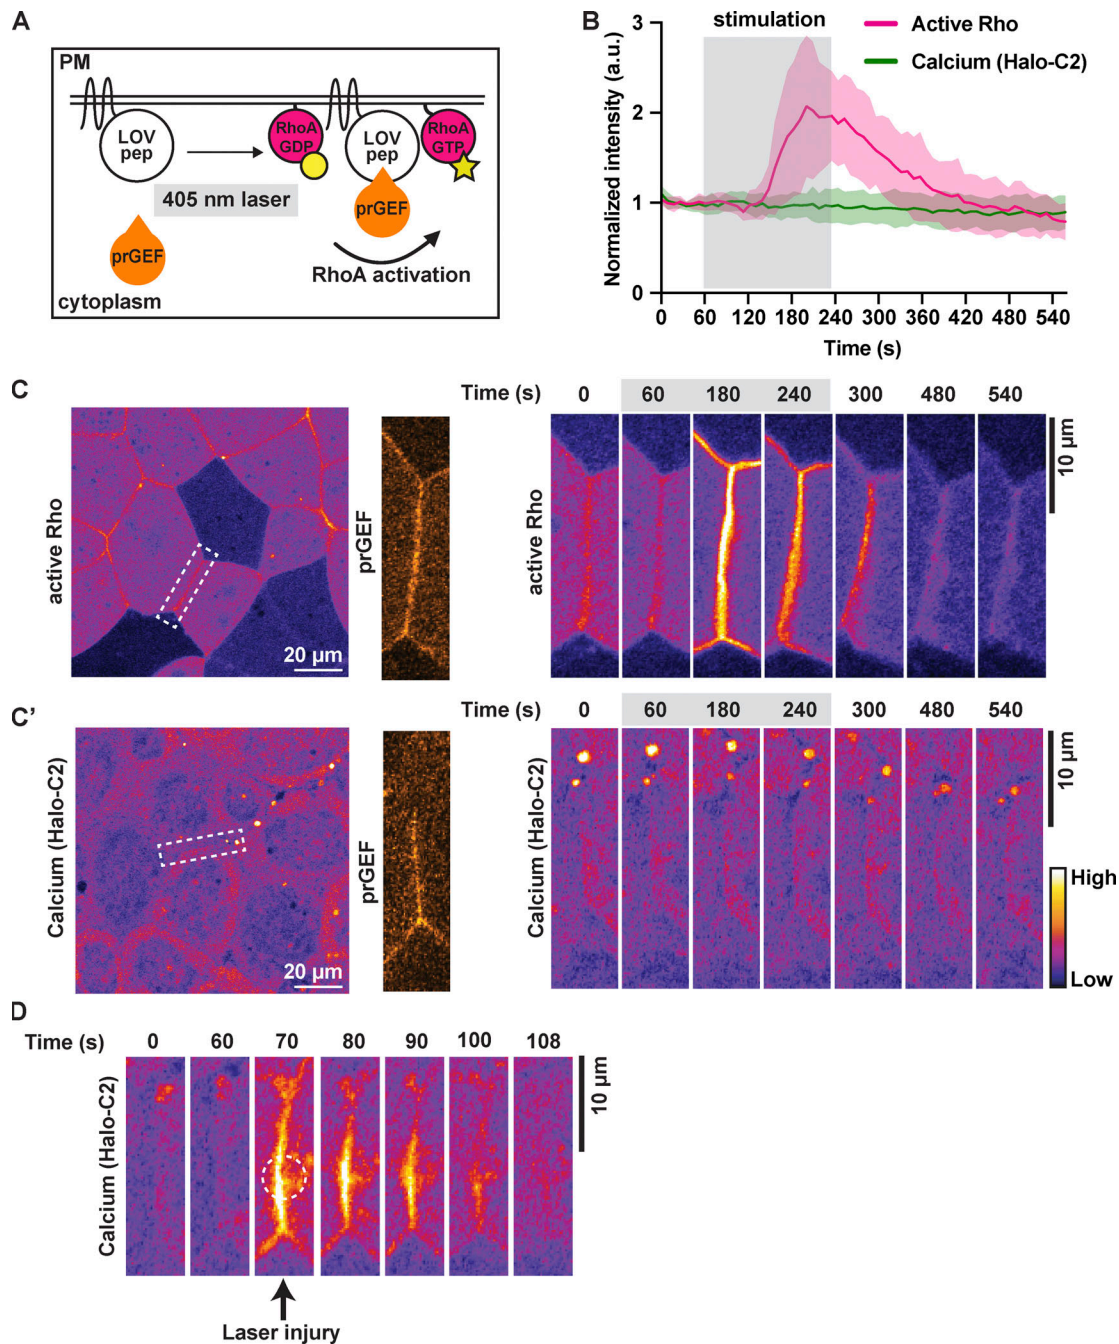 A
PM
LOV
pep
RhoA
GDP
LOV
pep
RhoA
GTP
405 nm laser
prGEF
prGEF
RhoA activation
cytoplasm
B
stimulation
Active Rho
Calcium (Halo-C2)
Normalized intensity (a.u.)
3
2
1
0
0 60 120 180 240 300 360 420 480 540
Time (s)
C
active Rho
20 µm
prGEF
Time (s) 0 60 180 240 300 480 540
active Rho
10 µm
C’
Calcium (Halo-C2)
20 µm
prGEF
Time (s) 0 60 180 240 300 480 540
Calcium (Halo-C2)
10 µm
High
Low
D
Time (s) 0 60 70 80 90 100 108
Calcium (Halo-C2)
10 µm
Laser injury